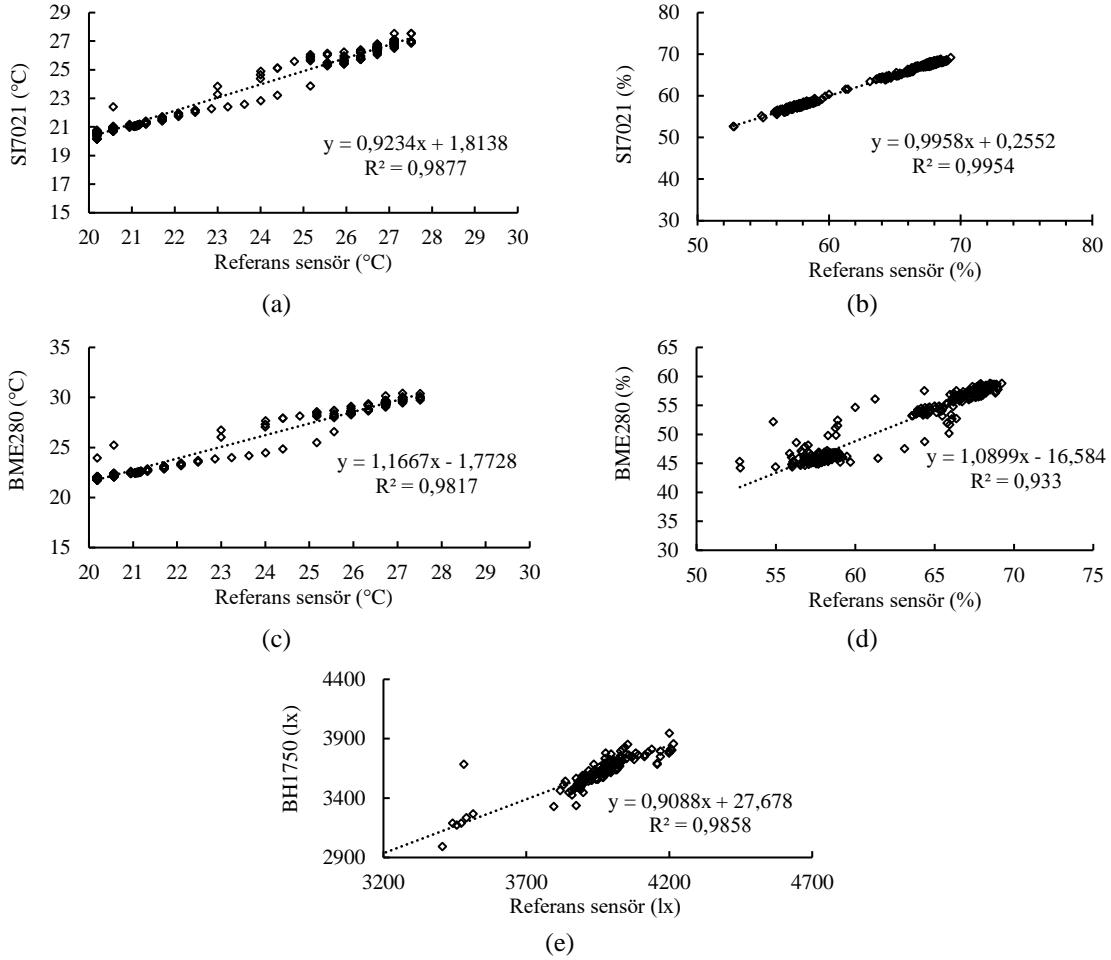 29
27
25
23
21
19
17
15
SI7021 (°C)
y = 0,9234x + 1,8138
R² = 0,9877
20 21 22 23 24 25 26 27 28 29 30
Referans sensör (°C)
(a)
80
70
60
50
40
30
SI7021 (%)
y = 0,9958x + 0,2552
R² = 0,9954
50 60 70 80
Referans sensör (%)
(b)
35
30
25
20
15
BME280 (°C)
y = 1,1667x - 1,7728
R² = 0,9817
20 21 22 23 24 25 26 27 28 29 30
Referans sensör (°C)
(c)
65
60
55
50
45
40
35
30
BME280 (%)
y = 1,0899x - 16,584
R² = 0,933
50 55 60 65 70 75
Referans sensör (%)
(d)
4400
3900
3400
2900
BH1750 (lx)
y = 0,9088x + 27,678
R² = 0,9858
3200 3700 4200 4700
Referans sensör (lx)
(e)